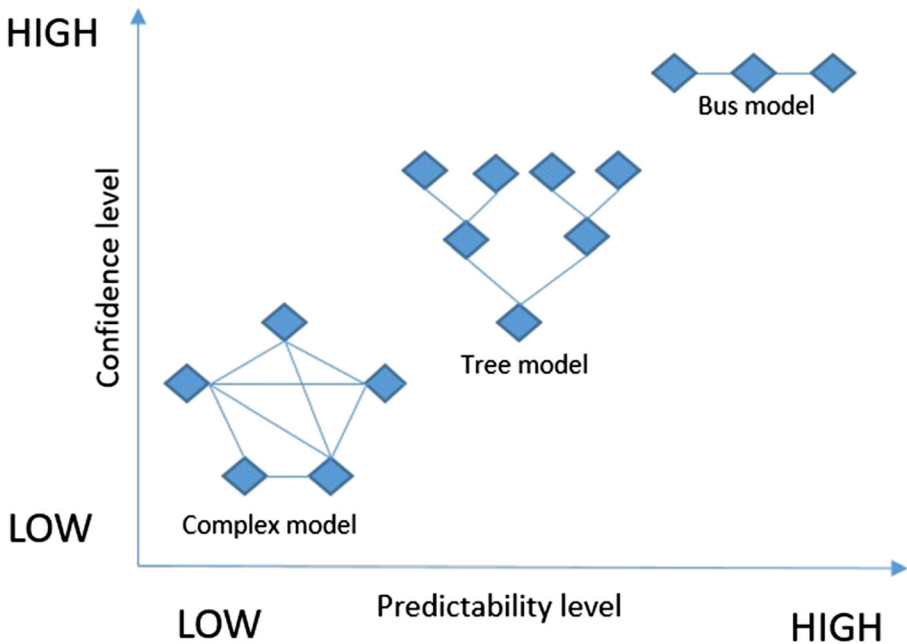 HIGH
Bus model
Confidence level
Tree model
Complex model
LOW
LOW
Predictability level
HIGH